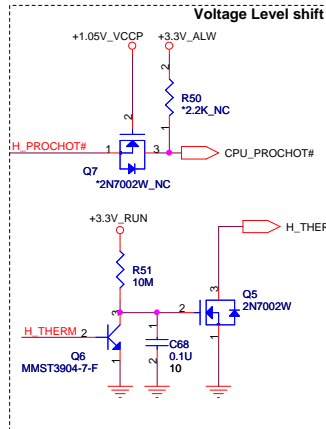 Voltage Level shift
+1.05V_VCCP
+3.3V_ALW
2
2
R50
*2.2K_NC
1
H_PROCHOT#
1
3
CPU_PROCHOT#
Q7
*2N7002W_NC
+3.3V_RUN
H_THER
R51
10M
3
Q5
2N7002W
3
1
2
H_THERM
2
C68
0.1U
10
1
2
1
Q6
MMST3904-7-F
1